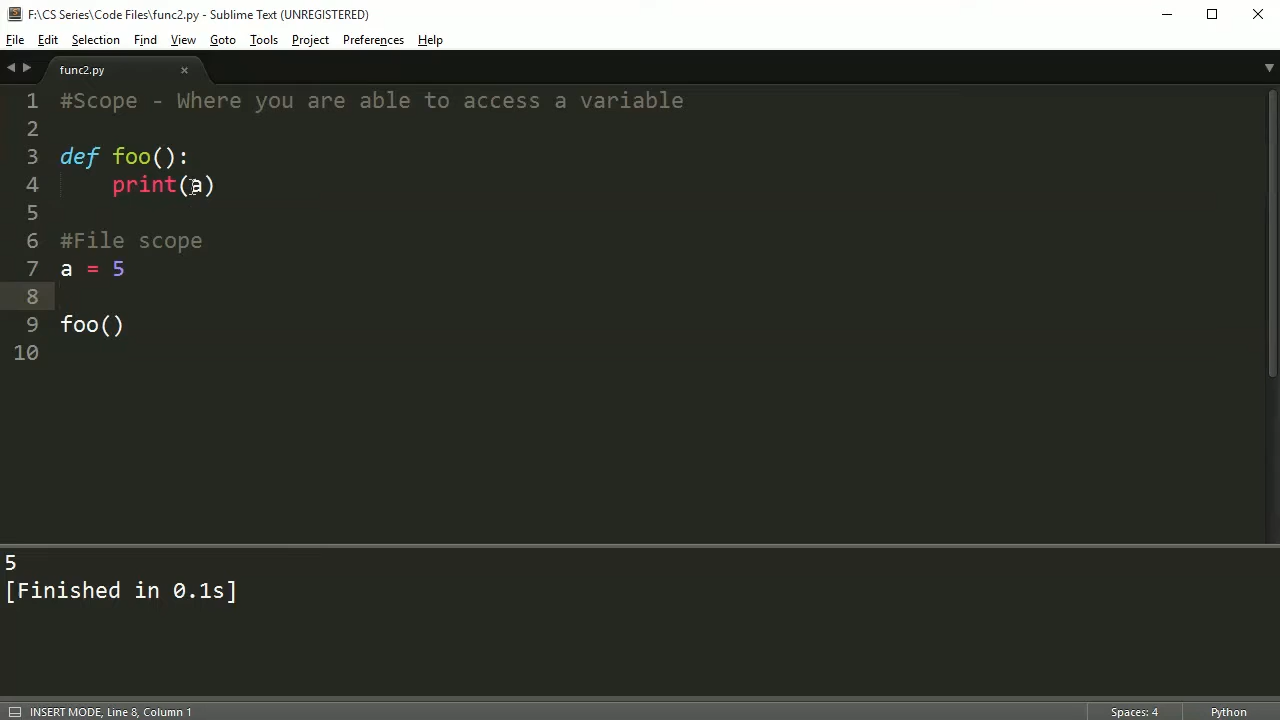 F:\CS Series\Code Files\func2.py - Sublime Text (UNREGISTERED)
File Edit Selection Find View Goto Tools Project Preferences Help
func2.py
1 #Scope - Where you are able to access a variable
2
3 def foo():
4     print(a)
5
6 #File scope
7 a = 5
8
9 foo()
10
5
[Finished in 0.1s]
INSERT MODE, Line 8, Column 1 Spaces: 4 Python